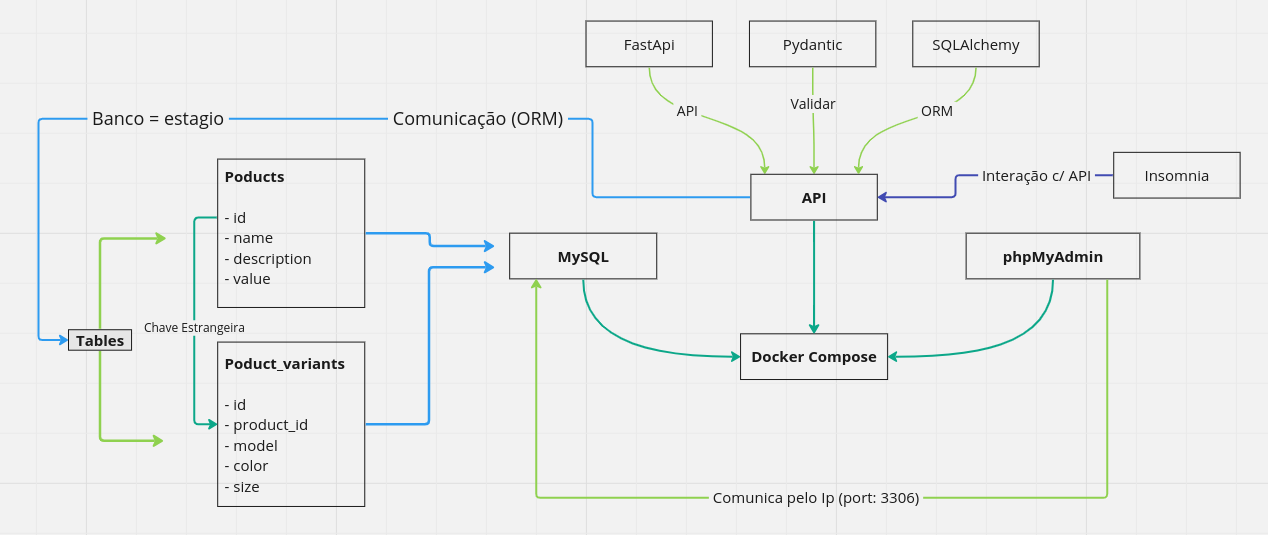 FastApi
Pydantic
SQLAlchemy
API
Validar
ORM
Banco = estagio
Comunicação (ORM)
Poducts
- id
- name
- description
- value
API
Interação c/ API
Insomnia
MySQL
phpMyAdmin
Chave Estrangeira
Tables
Docker Compose
Poduct_variants
- id
- product_id
- model
- color
- size
Comunica pelo Ip (port: 3306)